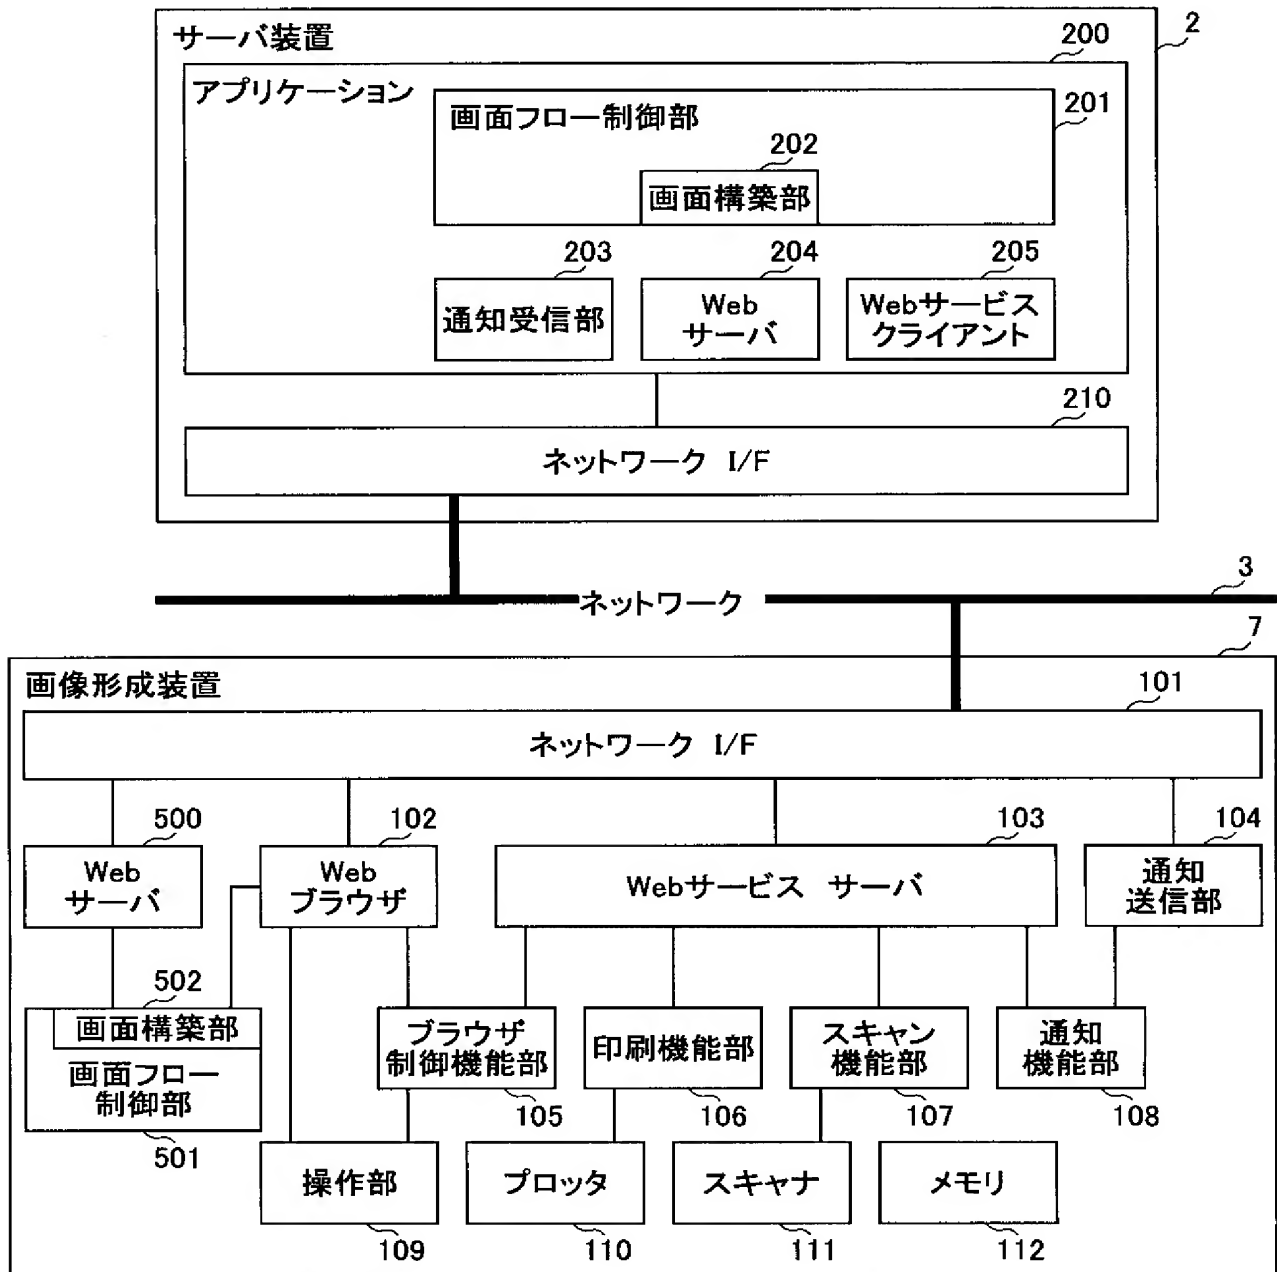 2
サーバ装置
200
アプリケーション
201
画面フロー制御部
202
画面構築部
203
204
205
通知受信部
Web
サーバ
Webサービス
クライアント
210
ネットワーク I/F
3
ネットワーク
7
画像形成装置
101
ネットワーク I/F
500
102
103
104
Web
サーバ
Web
ブラウザ
Webサービス サーバ
通知
送信部
502
画面構築部
画面フロー
制御部
501
ブラウザ
制御機能部
105
印刷機能部
106
スキャン
機能部
107
通知
機能部
108
操作部
109
プロッタ
110
スキャナ
111
メモリ
112